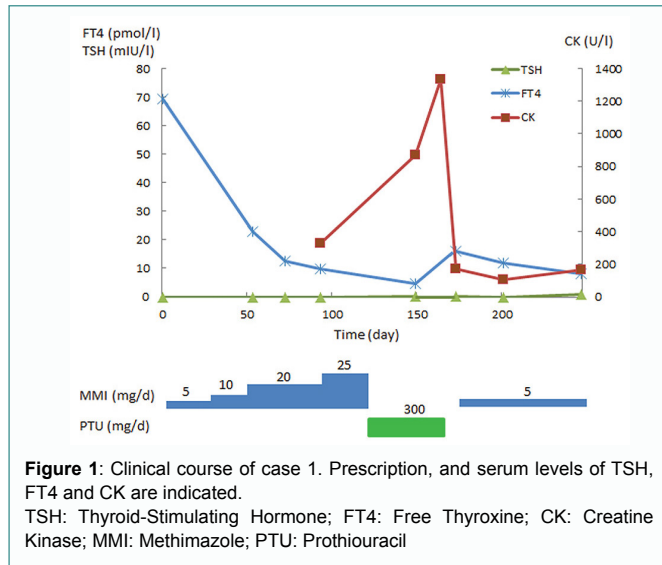 FT4 (pmol/l)
TSH (mIU/l)
CK (U/l)
80
70
60
50
40
30
20
10
0
1400
1200
1000
800
600
400
200
0
TSH
FT4
CK
0
50
100
150
200
Time (day)
MMI (mg/d)
5
10
20
25
5
PTU (mg/d)
300
Figure 1: Clinical course of case 1. Prescription, and serum levels of TSH,
FT4 and CK are indicated.
TSH: Thyroid-Stimulating Hormone; FT4: Free Thyroxine; CK: Creatine
Kinase; MMI: Methimazole; PTU: Prothiouracil